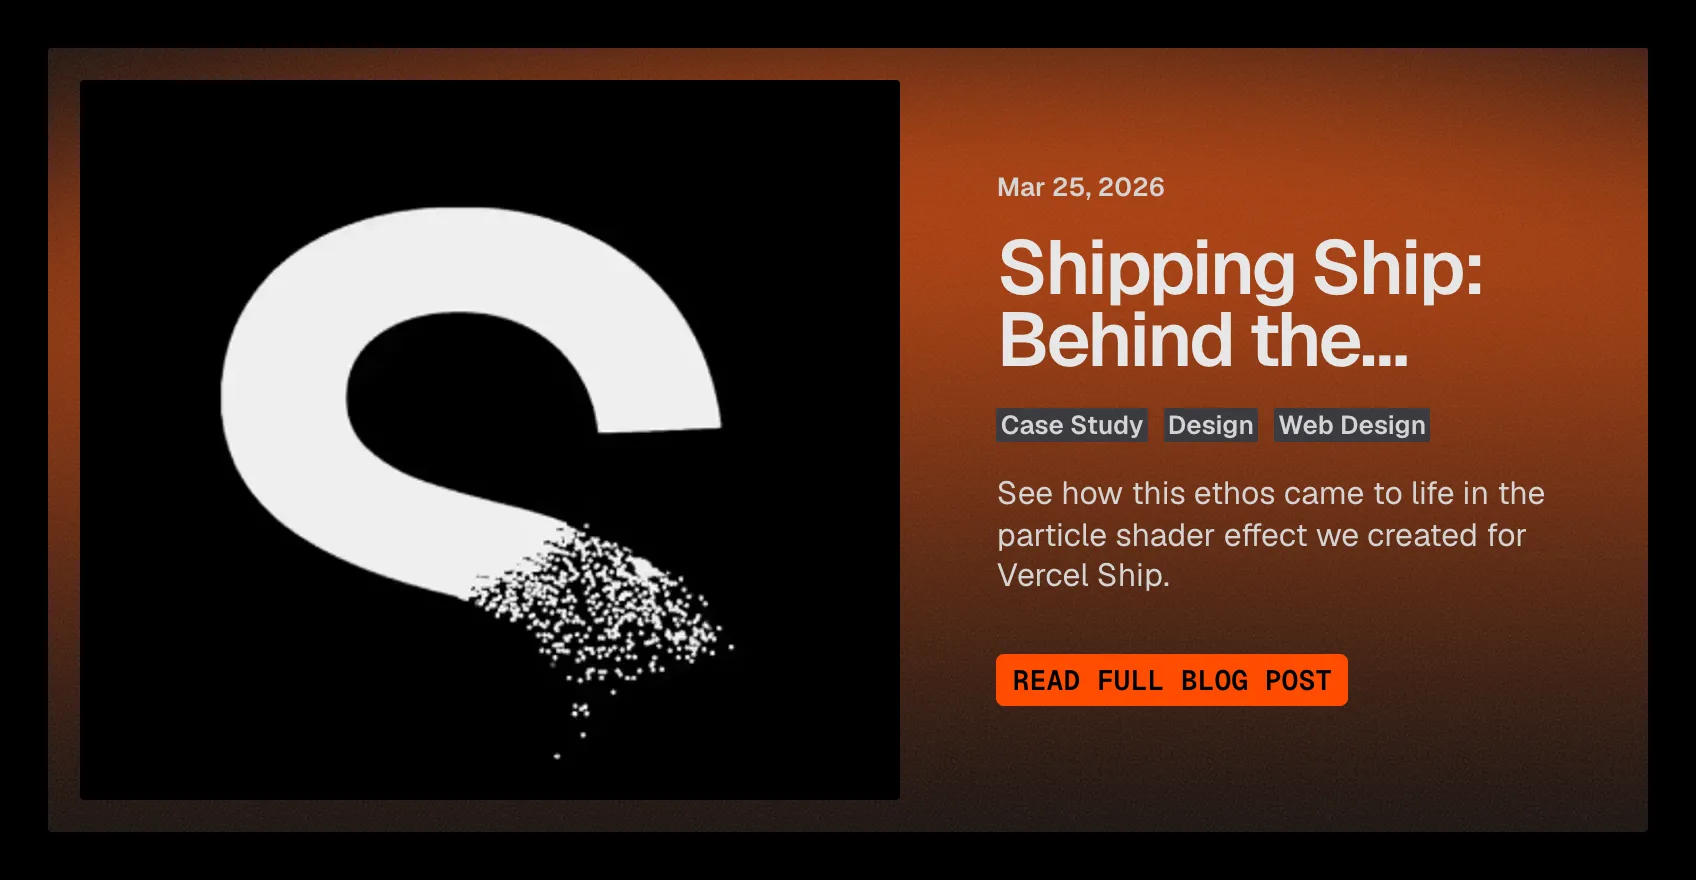 Mar 25, 2026
Shipping Ship:
Behind the...
Case Study Design Web Design
See how this ethos came to life in the
particle shader effect we created for
Vercel Ship.
READ FULL BLOG POST